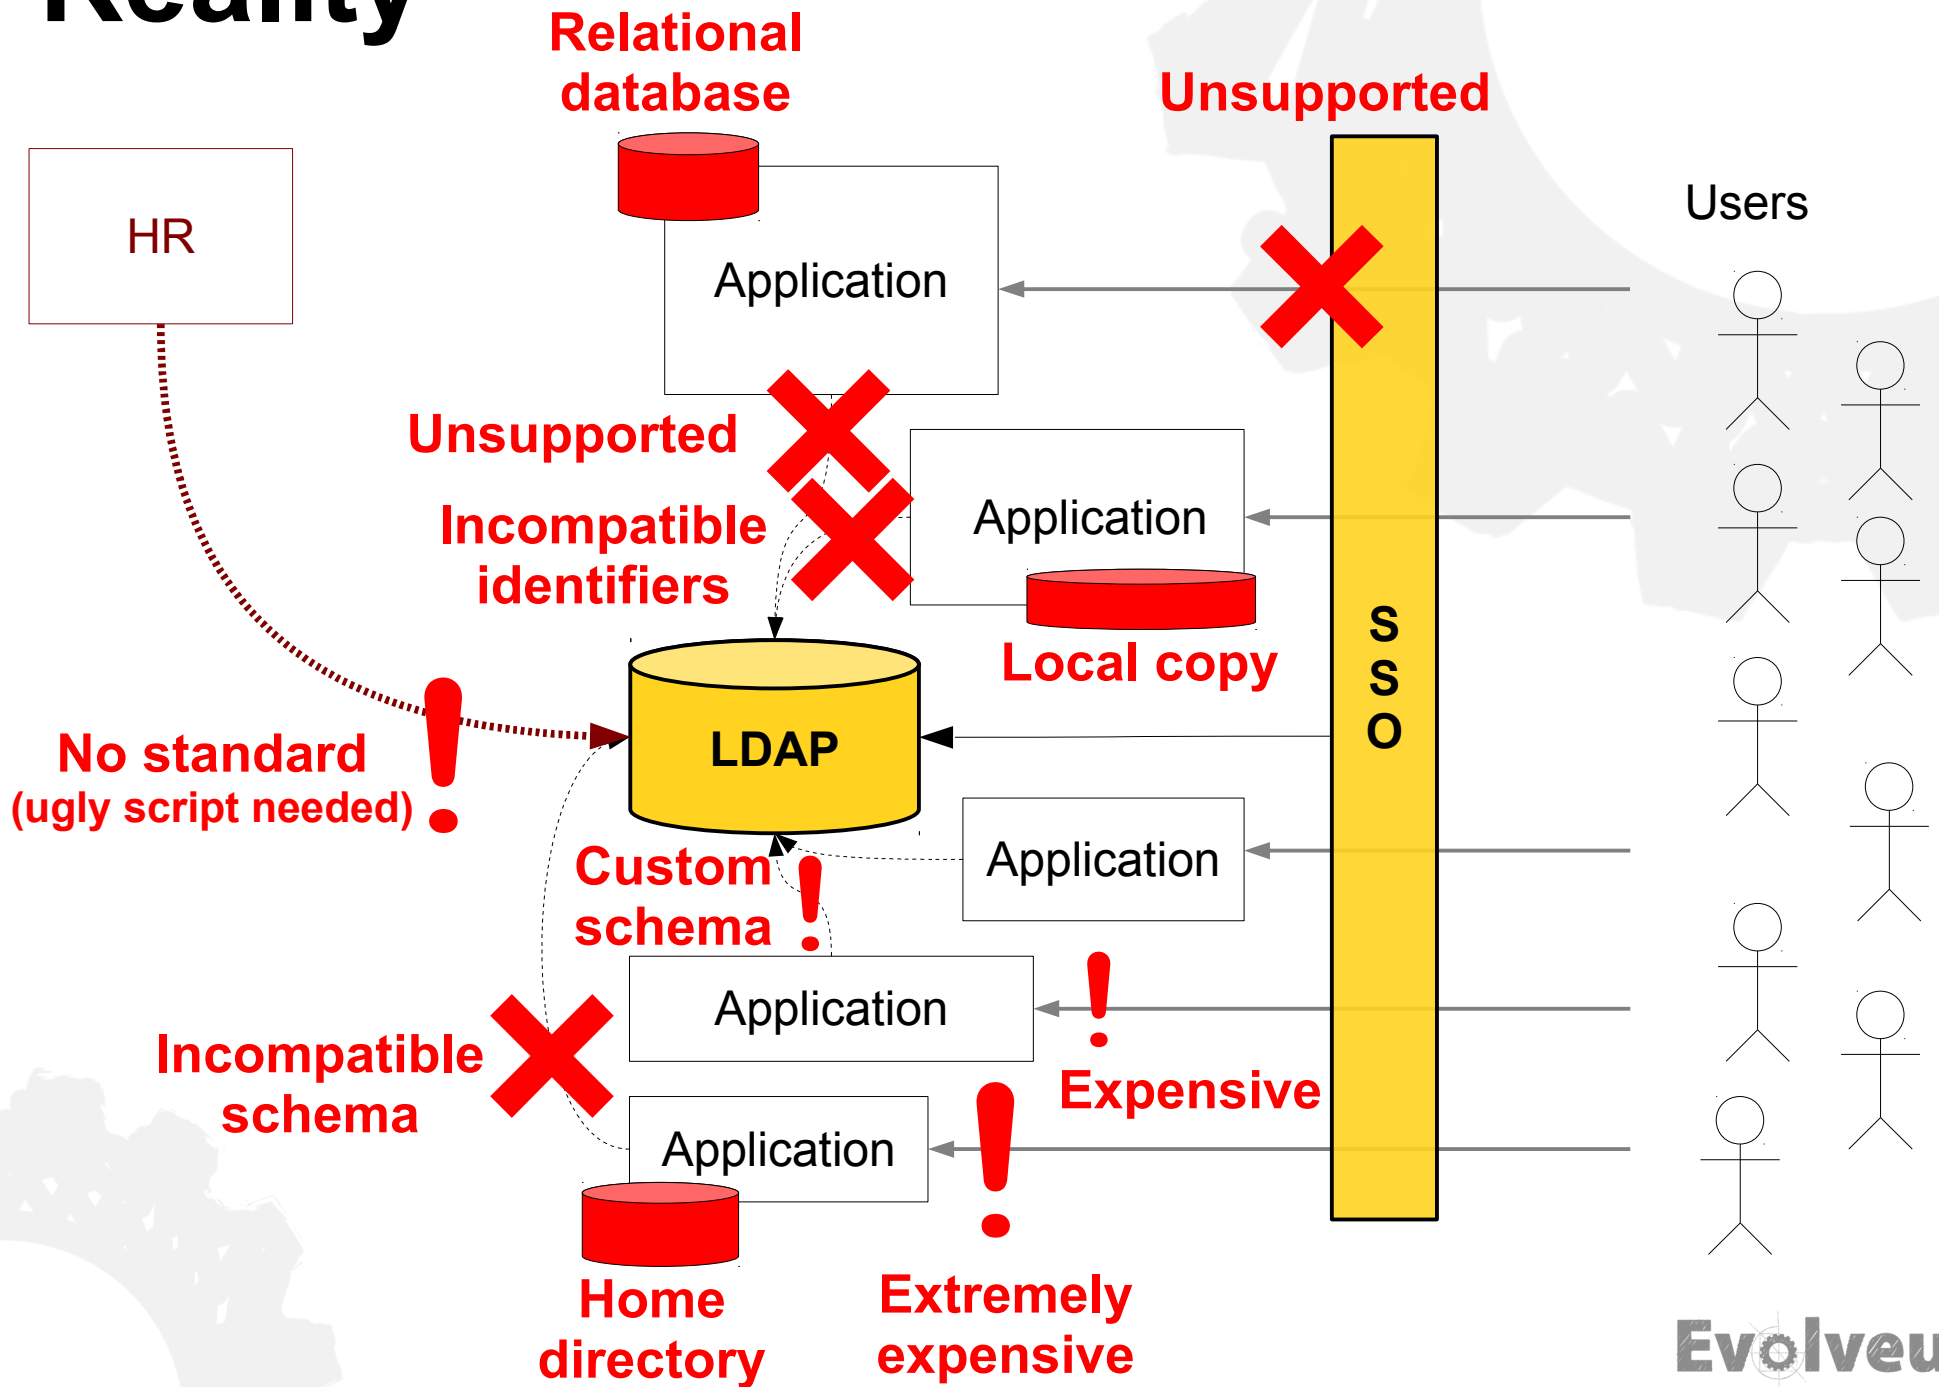 Reality
Relational
database
Unsupported
HR
Users
Application
Unsupported
Incompatible
identifiers
Application
Local copy
S
S
O
No standard
(ugly script needed)
LDAP
Custom
schema
Application
Application
Incompatible
schema
Expensive
Application
Home
directory
Extremely
expensive
Evolveu